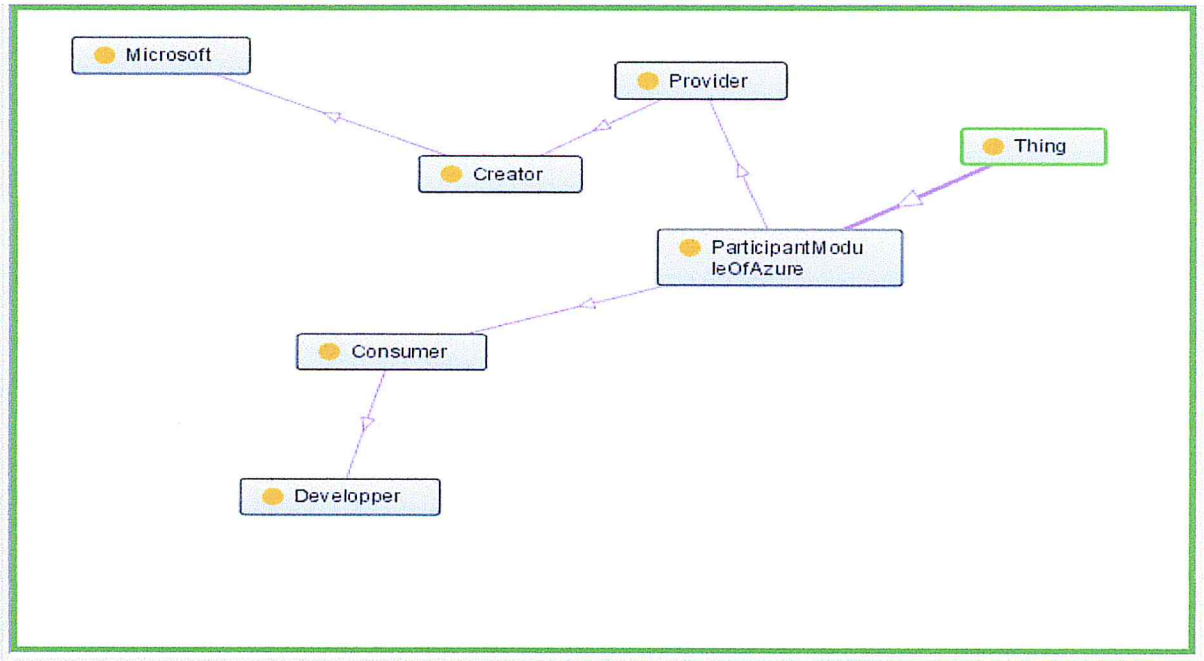 Microsoft
Provider
Thing
Creator
ParticipantModu
leOfAzure
Consumer
Developper